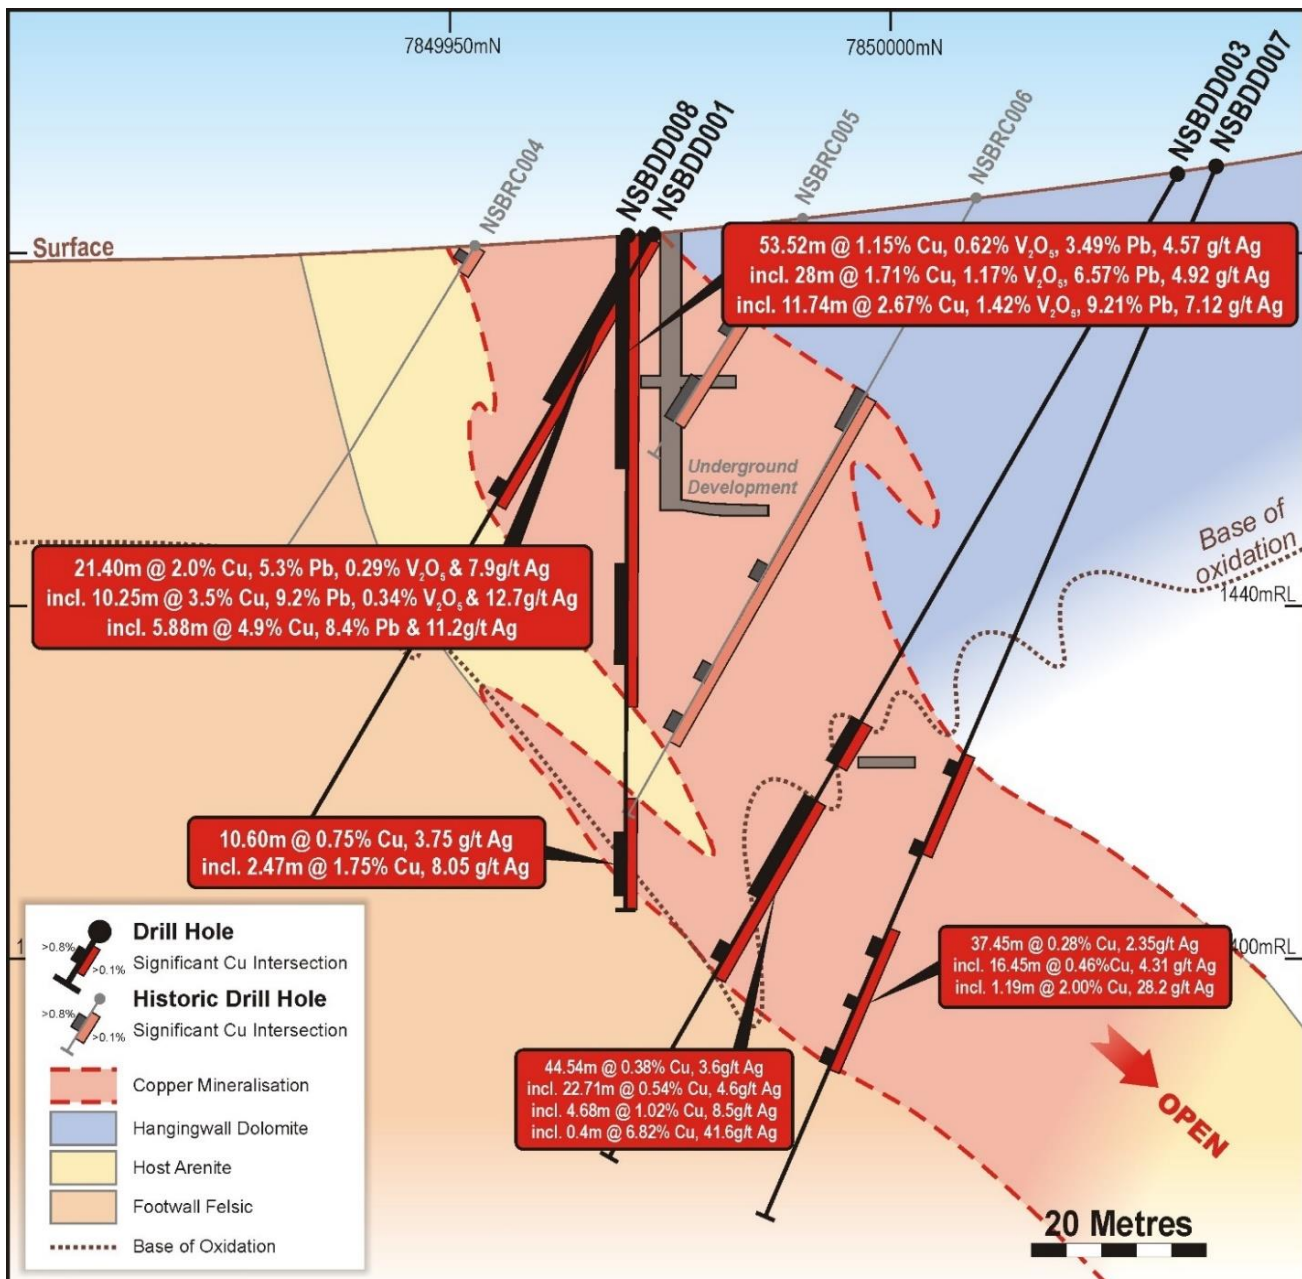 7849950mN
7850000mN
NSBRC004
NSBDD008
NSBDD001
NSBRC005
NSBRC006
NSBDD003
NSBDD007
Surface
53.52m @ 1.15% Cu, 0.62% V₂O₅, 3.49% Pb, 4.57 g/t Ag
incl. 28m @ 1.71% Cu, 1.17% V₂O₅, 6.57% Pb, 4.92 g/t Ag
incl. 11.74m @ 2.67% Cu, 1.42% V₂O₅, 9.21% Pb, 7.12 g/t Ag
Underground
Development
Base of
oxidation
1440mRL
21.40m @ 2.0% Cu, 5.3% Pb, 0.29% V₂O₅ & 7.9g/t Ag
incl. 10.25m @ 3.5% Cu, 9.2% Pb, 0.34% V₂O₅ & 12.7g/t Ag
incl. 5.88m @ 4.9% Cu, 8.4% Pb & 11.2g/t Ag
10.60m @ 0.75% Cu, 3.75 g/t Ag
incl. 2.47m @ 1.75% Cu, 8.05 g/t Ag
37.45m @ 0.28% Cu, 2.35g/t Ag
incl. 16.45m @ 0.46%Cu, 4.31 g/t Ag
incl. 1.19m @ 2.00% Cu, 28.2 g/t Ag
1
400mRL
44.54m @ 0.38% Cu, 3.6g/t Ag
incl. 22.71m @ 0.54% Cu, 4.6g/t Ag
incl. 4.68m @ 1.02% Cu, 8.5g/t Ag
incl. 0.4m @ 6.82% Cu, 41.6g/t Ag
OPEN
20 Metres
Drill Hole
>0.8%
>0.1%
Significant Cu Intersection
Historic Drill Hole
>0.8%
>0.1%
Significant Cu Intersection
Copper Mineralisation
Hangingwall Dolomite
Host Arenite
Footwall Felsic
Base of Oxidation